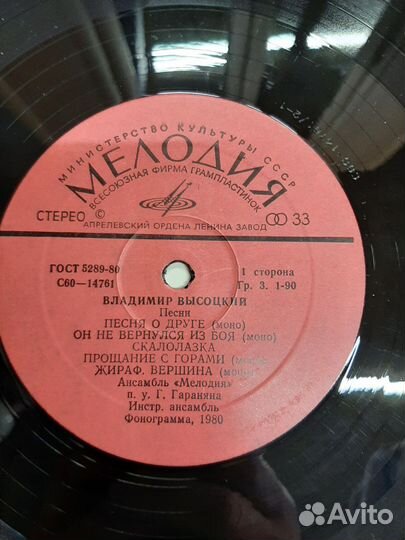 МИНИСТЕРСТВО КУЛЬТУРЫ СССР
МЕЛОДИЯ
ВСЕСОЮЗНАЯ ФИРМА ГРАМПЛАСТИНОК
СТЕРЕО © 33
АПРЕЛЕВСКИЙ ОРДЕНА ЛЕНИНА ЗАВОД
ГОСТ 5289-80 1 сторона
С60—14761 Гр. 3. 1-90
ВЛАДИМИР ВЫСОЦКИЙ
Песни
ПЕСНЯ О ДРУГЕ (моно)
ОН НЕ ВЕРНУЛСЯ ИЗ БОЯ (моно)
СКАЛОЛАЗКА
ПРОЩАНИЕ С ГОРАМИ (моно)
ЖИРАФ. ВЕРШИНА (моно)
Ансамбль «Мелодия»
п. у. Г. Гараняна
Инстр. ансамбль
Фонограмма, 1980
Avito